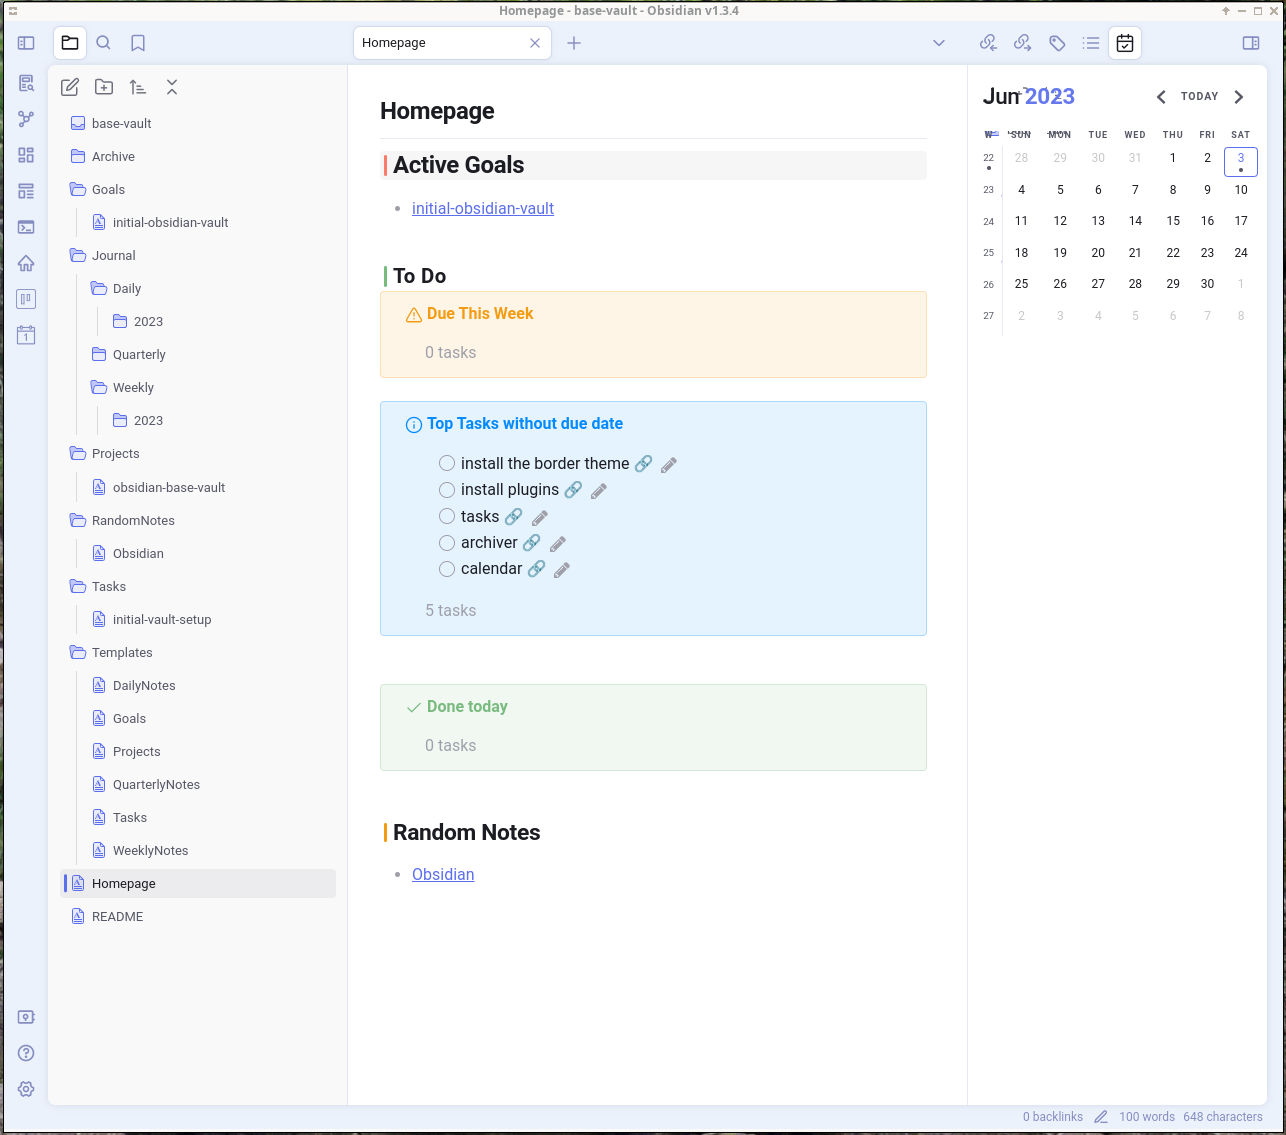 Homepage - base-vault - Obsidian v1.3.4
Homepage
base-vault
Archive
Goals
initial-obsidian-vault
Journal
Daily
2023
Quarterly
Weekly
2023
Projects
obsidian-base-vault
RandomNotes
Obsidian
Tasks
initial-vault-setup
Templates
DailyNotes
Goals
Projects
QuarterlyNotes
Tasks
WeeklyNotes
Homepage
README
Homepage
Active Goals
initial-obsidian-vault
To Do
Due This Week
0 tasks
Top Tasks without due date
install the border theme
install plugins
tasks
archiver
calendar
5 tasks
Done today
0 tasks
Random Notes
Obsidian
Jun 2023 TODAY
W SUN MON TUE WED THU FRI SAT
22 28 29 30 31 1 2 3
23 4 5 6 7 8 9 10
24 11 12 13 14 15 16 17
25 18 19 20 21 22 23 24
26 25 26 27 28 29 30 1
27 2 3 4 5 6 7 8
1
0 backlinks 100 words 648 characters